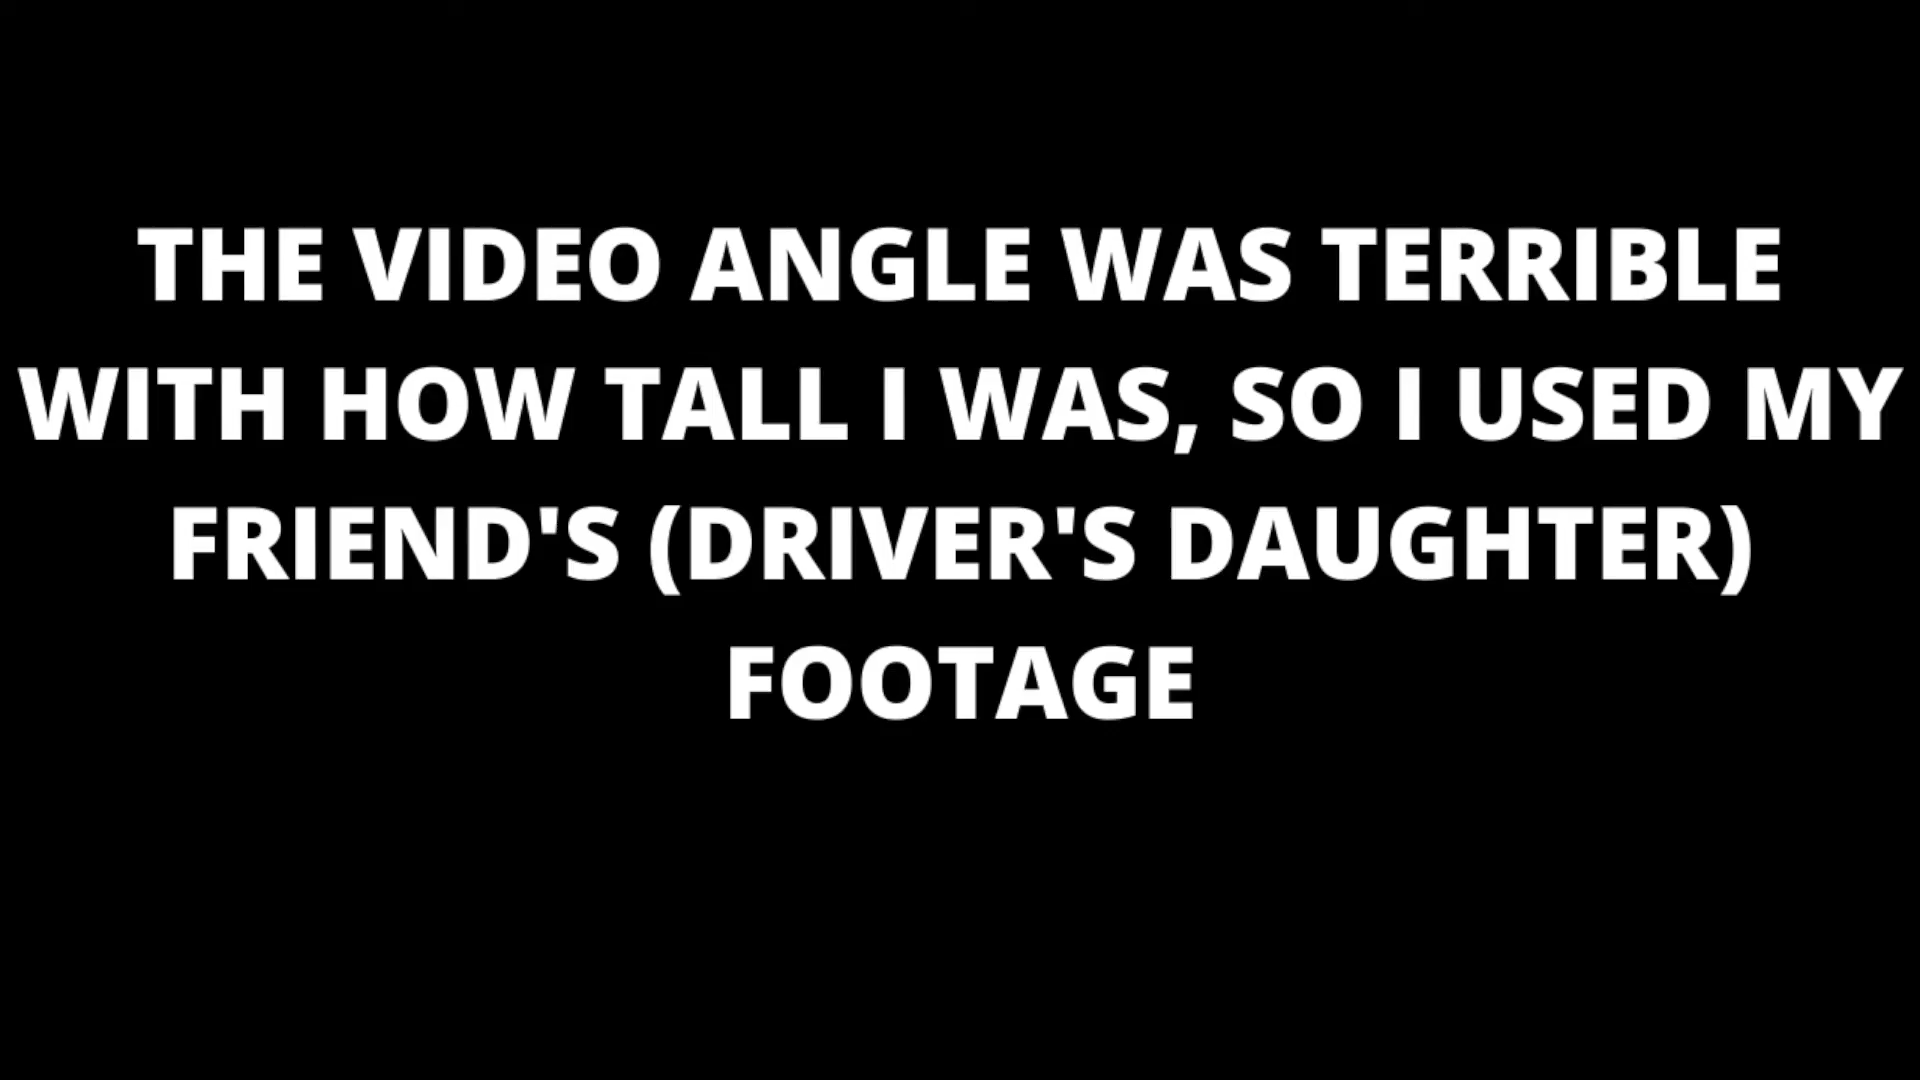 THE VIDEO ANGLE WAS TERRIBLE
WITH HOW TALL I WAS, SO I USED MY
FRIEND'S (DRIVER'S DAUGHTER)
FOOTAGE